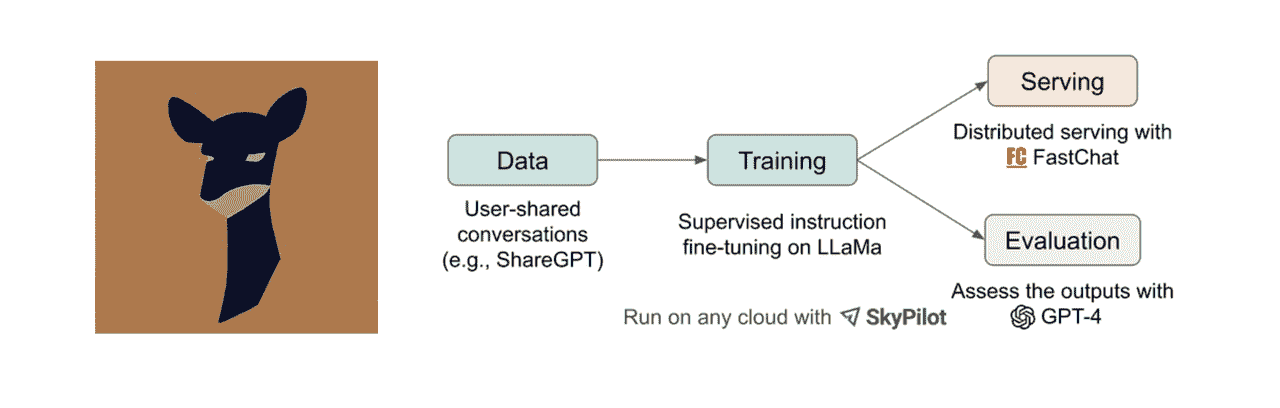 Data
User-shared
conversations
(e.g., ShareGPT)
Training
Supervised instruction
fine-tuning on LLaMa
Serving
Distributed serving with
FC FastChat
Evaluation
Assess the outputs with
GPT-4
Run on any cloud with SkyPilot